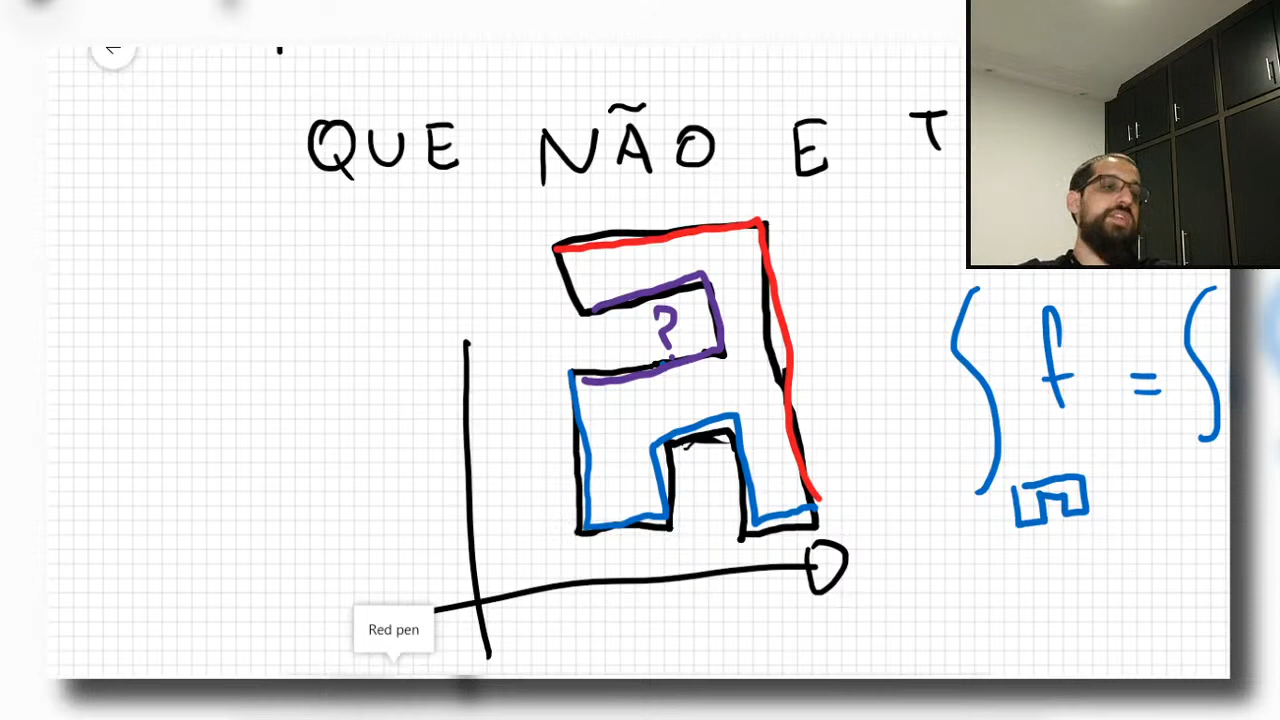 QUE NÃO E T
?
∫ f = ∫
Red pen